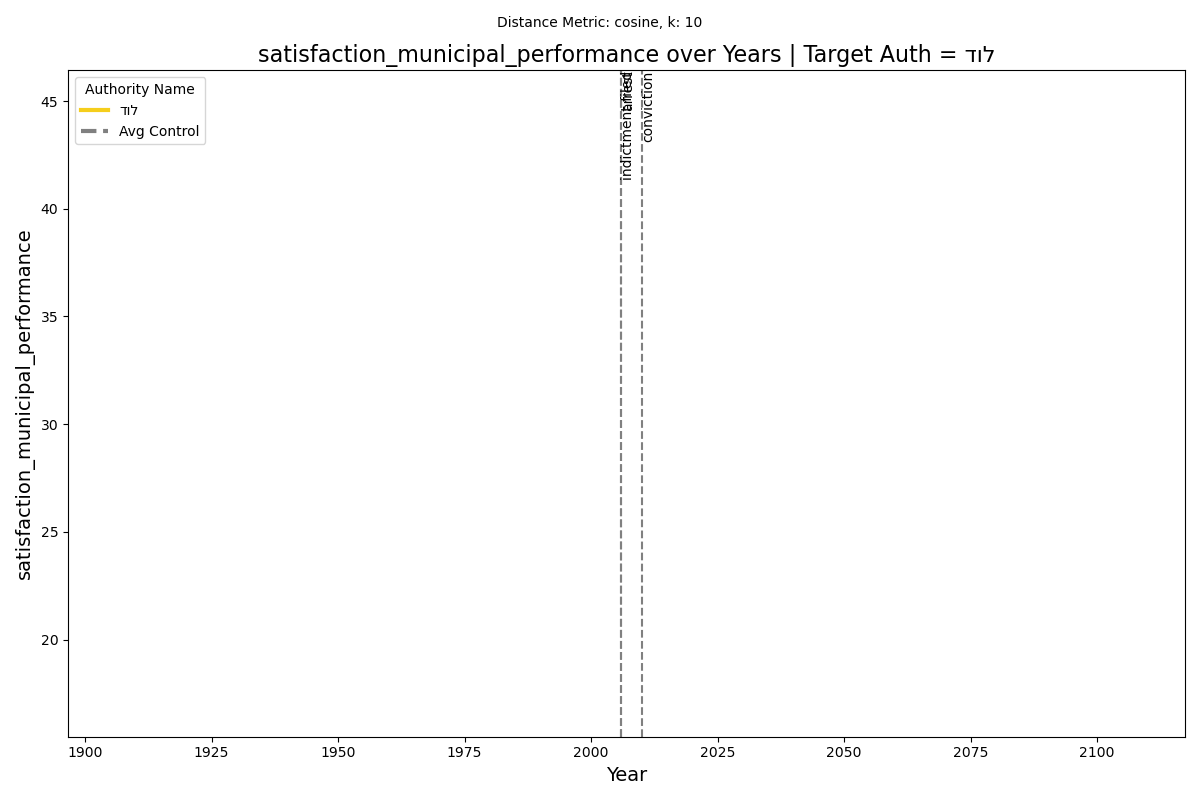 Distance Metric: cosine, k: 10
satisfaction_municipal_performance over Years | Target Auth = לוד
Authority Name
לוד
Avg Control
indictment
conviction
satisfaction_municipal_performance
45
40
35
30
25
20
1900 1925 1950 1975 2000 2025 2050 2075 2100
Year